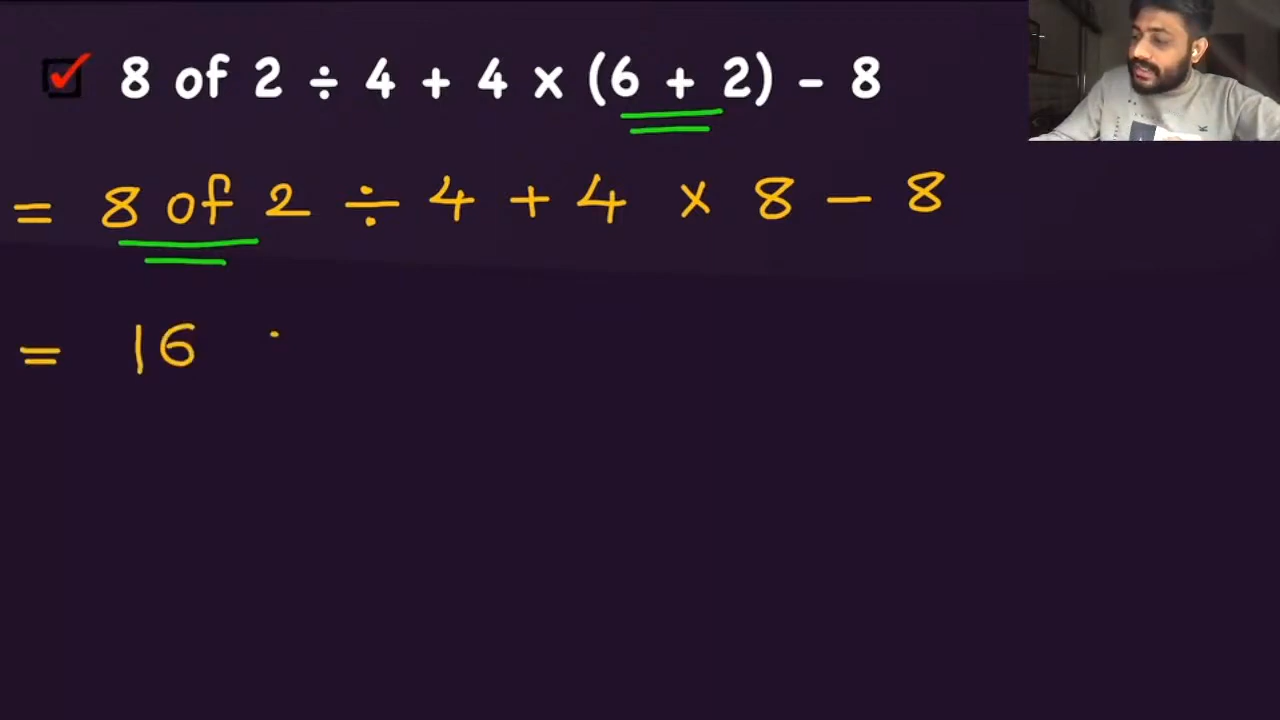 8 of 2 ÷ 4 + 4 x (6 + 2) - 8
= 8 of 2 ÷ 4 + 4 x 8 - 8
= 16